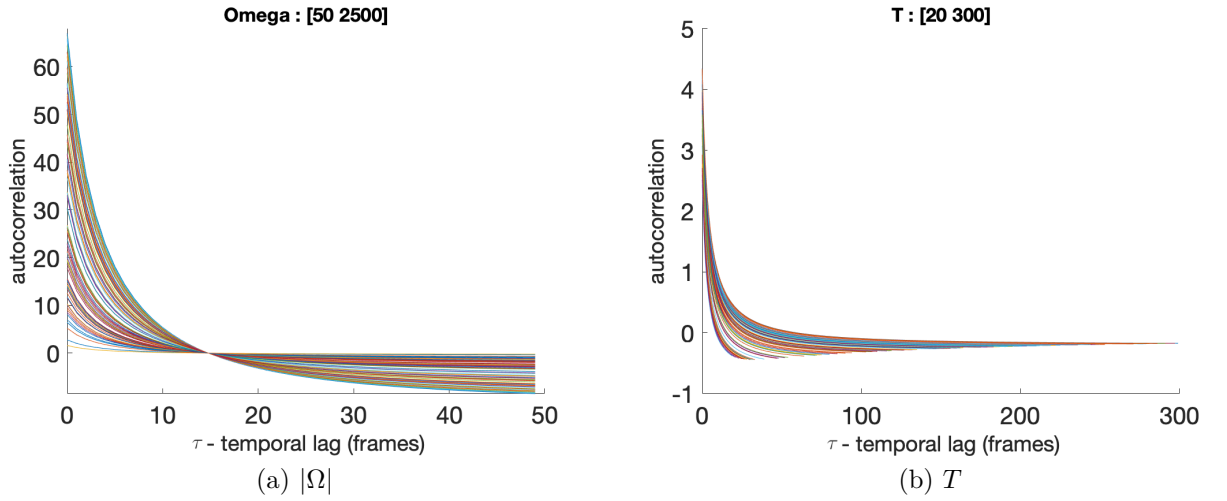 Omega : [50 2500]
60
50
40
30
20
10
0
autocorrelation
0 10 20 30 40 50
τ - temporal lag (frames)
(a) |Ω|
T : [20 300]
5
4
3
2
1
0
-1
autocorrelation
0 100 200 300
τ - temporal lag (frames)
(b) T